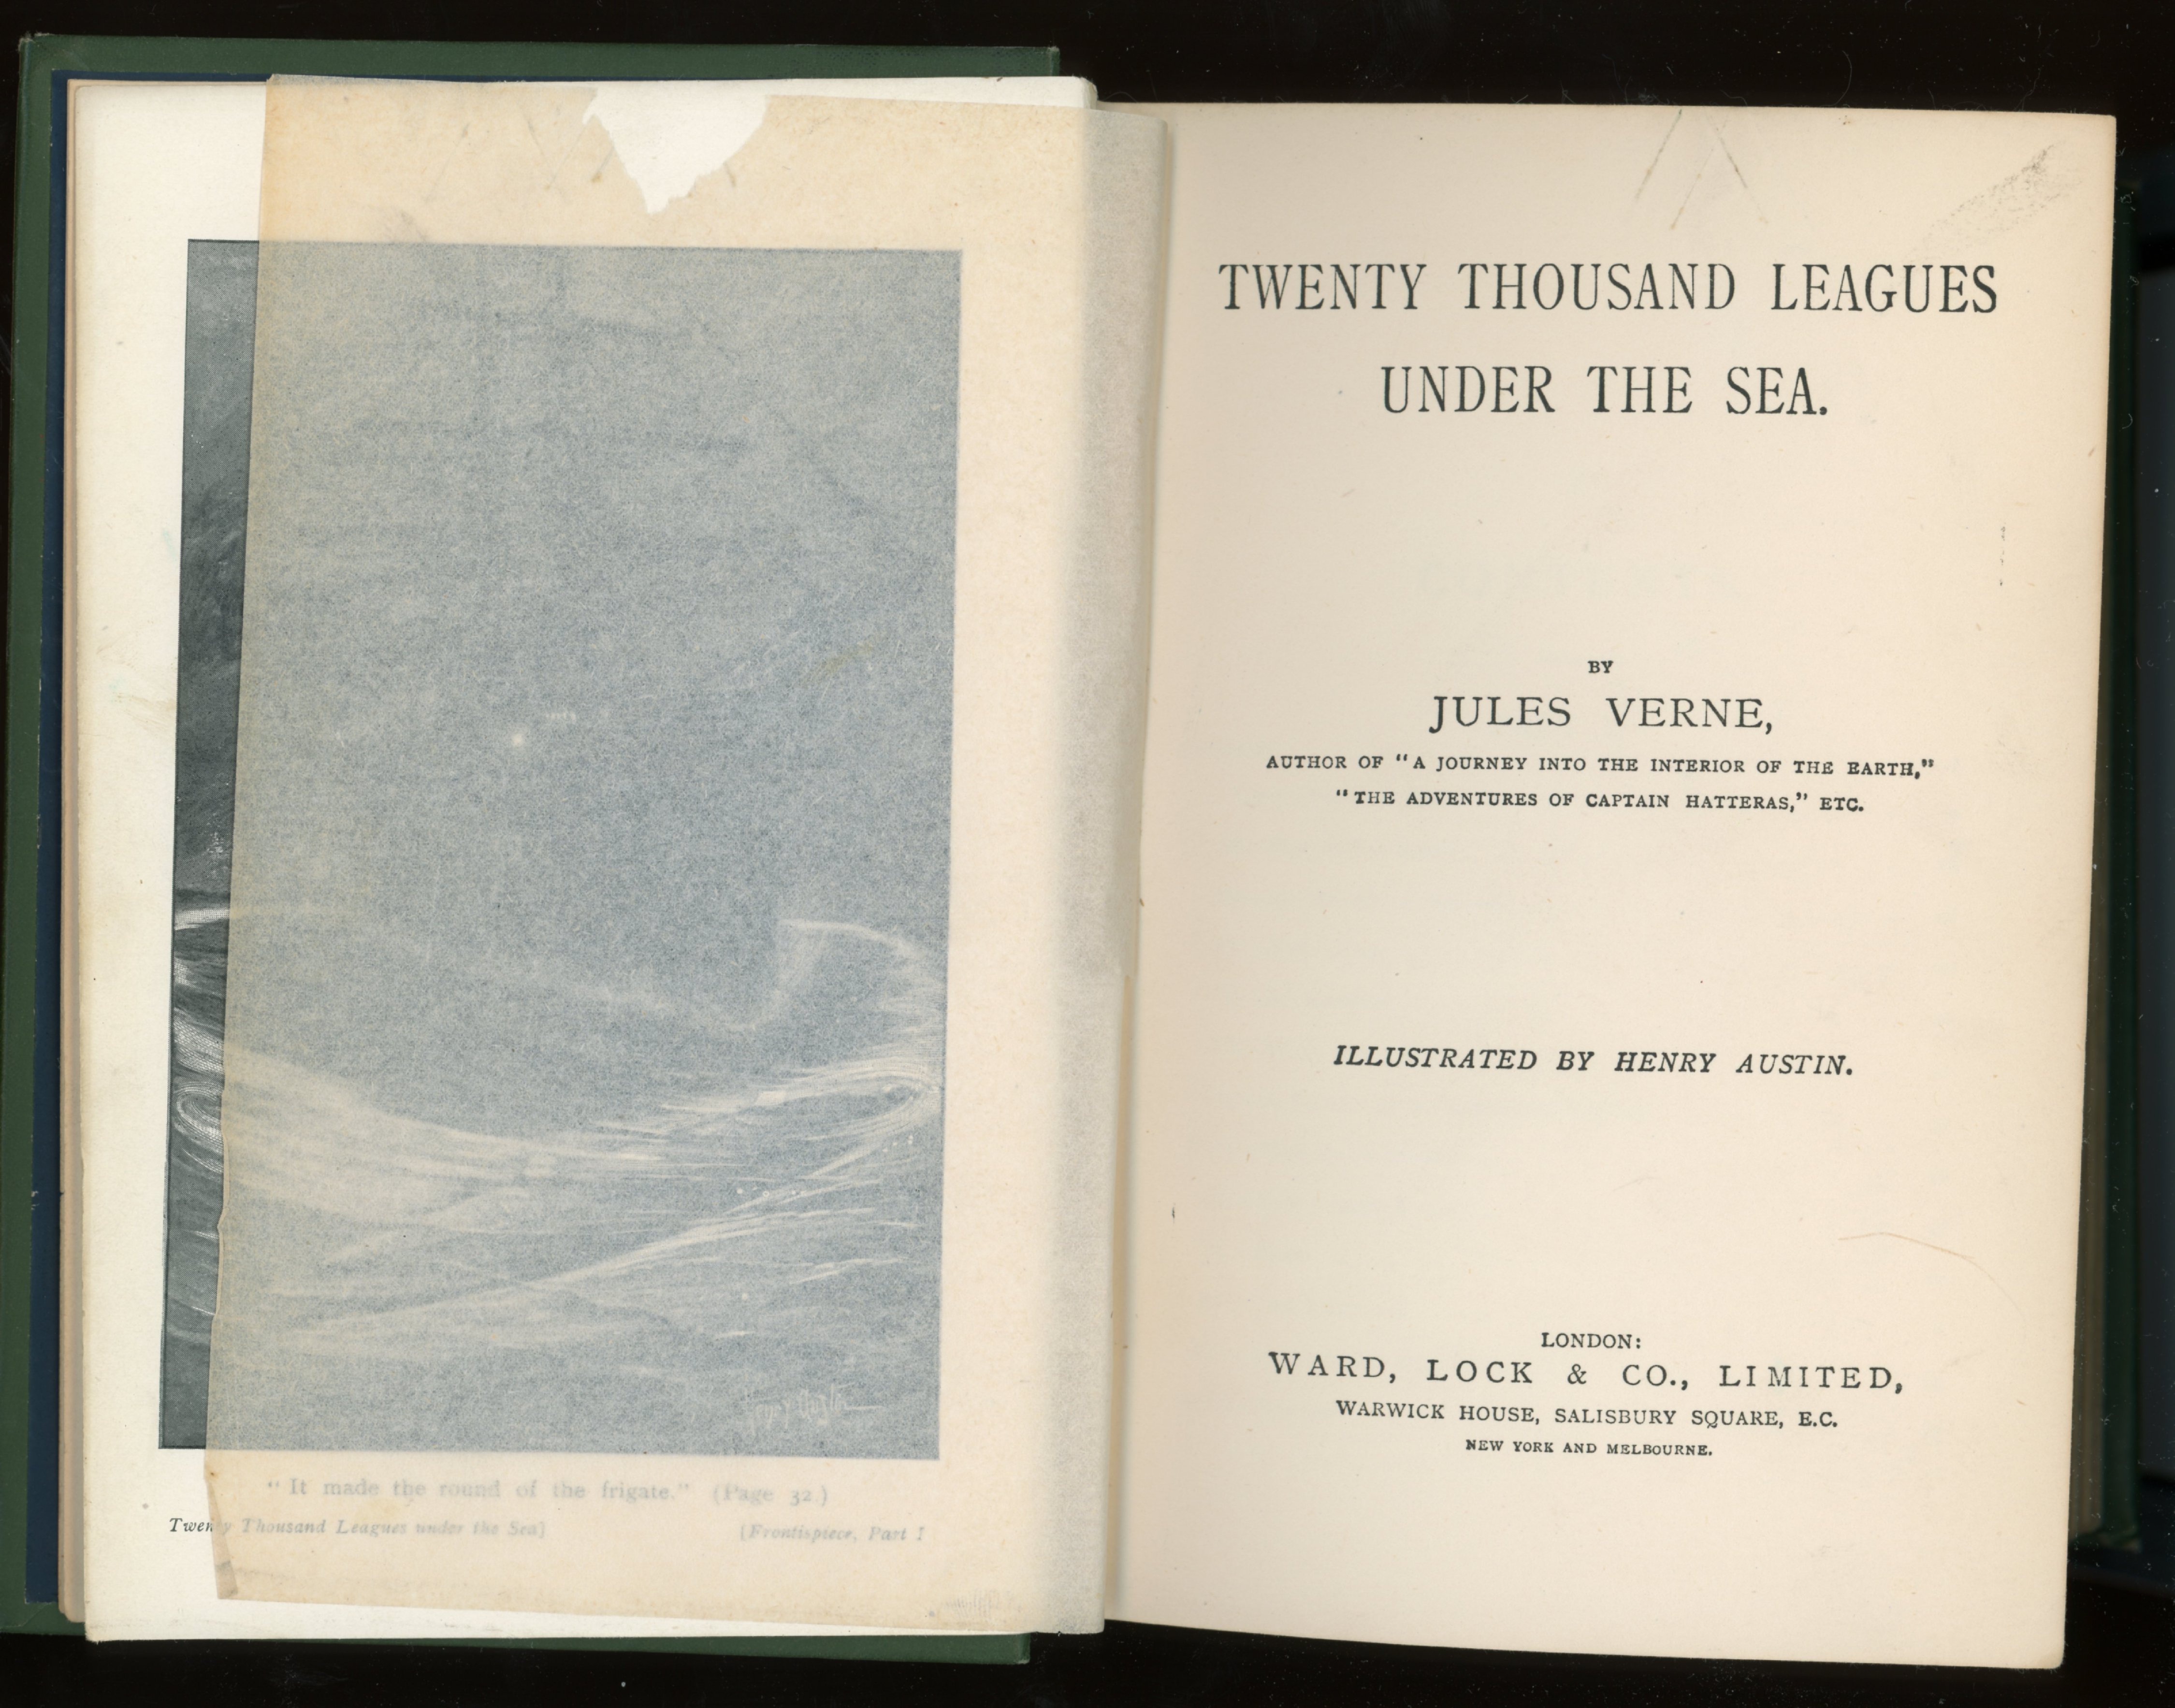 "It made the round of the frigate." (Page 32)
Twenty Thousand Leagues under the Sea] [Frontispiece, Part I
TWENTY THOUSAND LEAGUES
UNDER THE SEA.
BY
JULES VERNE,
AUTHOR OF "A JOURNEY INTO THE INTERIOR OF THE EARTH,"
"THE ADVENTURES OF CAPTAIN HATTERAS," ETC.
ILLUSTRATED BY HENRY AUSTIN.
LONDON:
WARD, LOCK & CO., LIMITED,
WARWICK HOUSE, SALISBURY SQUARE, E.C.
NEW YORK AND MELBOURNE.